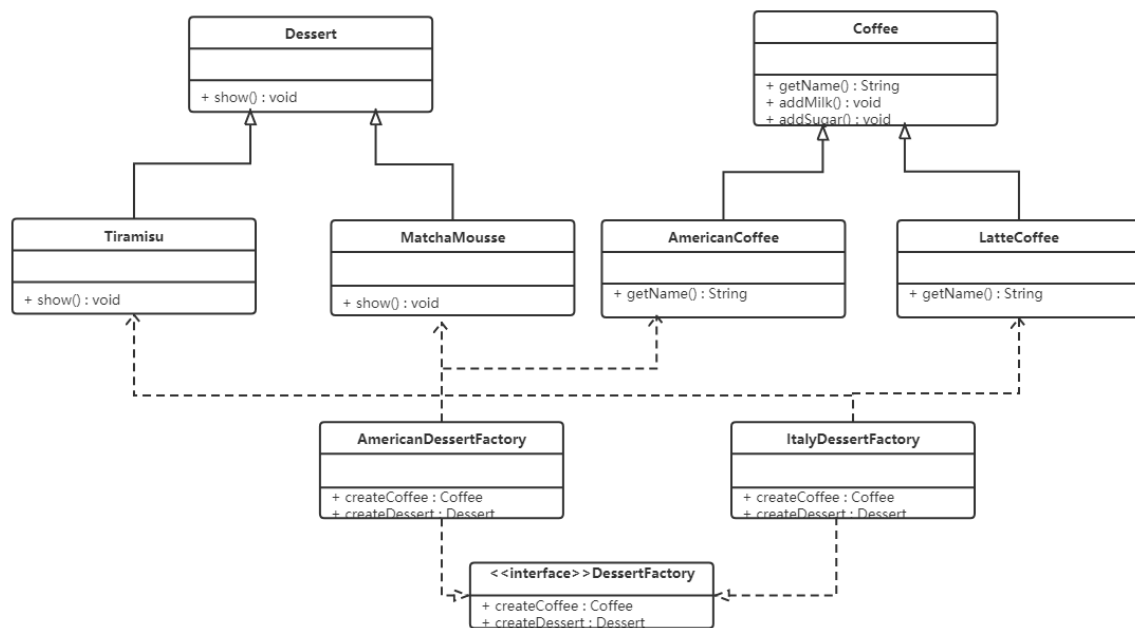 Dessert
+ show() : void
Coffee
+ getName() : String
+ addMilk() : void
+ addSugar() : void
Tiramisu
+ show() : void
MatchaMousse
+ show() : void
AmericanCoffee
+ getName() : String
LatteCoffee
+ getName() : String
AmericanDessertFactory
+ createCoffee : Coffee
+ createDessert : Dessert
ItalyDessertFactory
+ createCoffee : Coffee
+ createDessert : Dessert
<<interface>>DessertFactory
+ createCoffee : Coffee
+ createDessert : Dessert